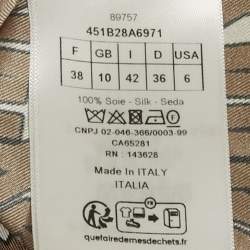 89757
451B28A6971
F GB I D USA
38 10 42 36 6
100% Soie - Silk - Seda
CNPJ 02-046-366/0003-99
CA65281
RN : 143628
Made In ITALY
ITALIA
FR
quefairedemesdechets.fr